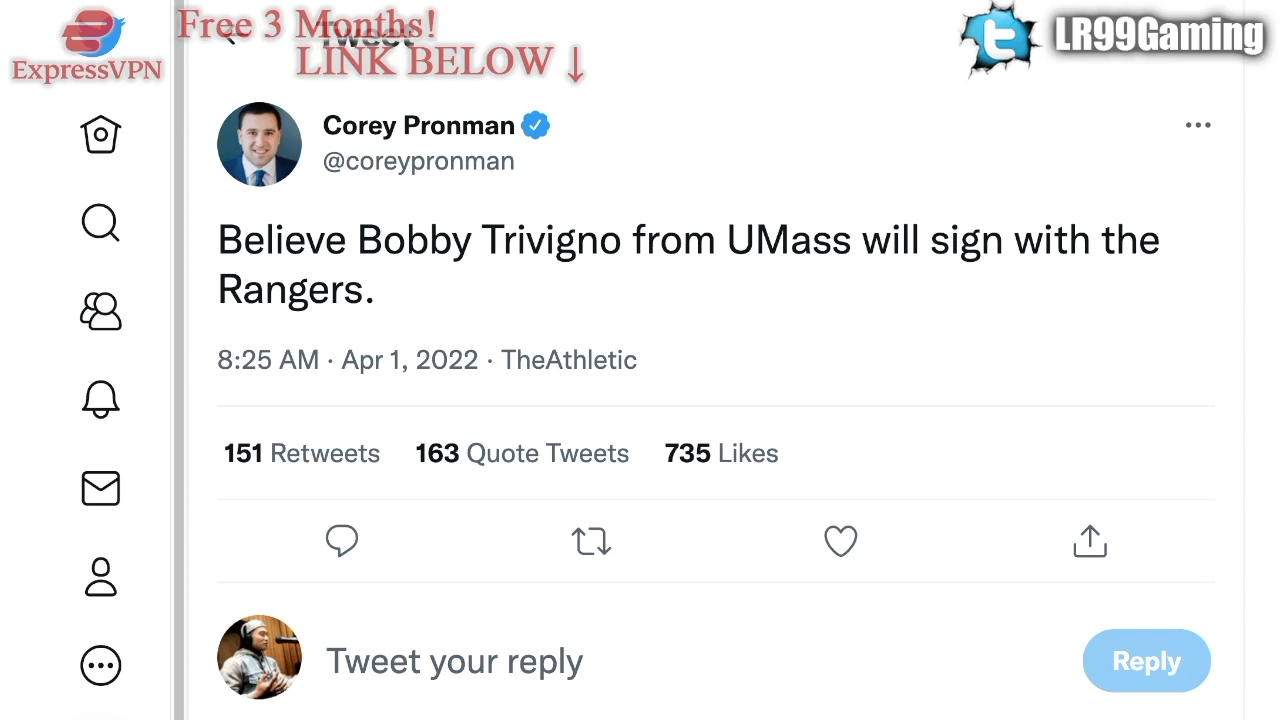 Free 3 Months!
Tweet
LINK BELOW ↓
ExpressVPN
LR99Gaming
Corey Pronman
@coreypronman
Believe Bobby Trivigno from UMass will sign with the
Rangers.
8:25 AM · Apr 1, 2022 · TheAthletic
151 Retweets 163 Quote Tweets 735 Likes
Tweet your reply
Reply